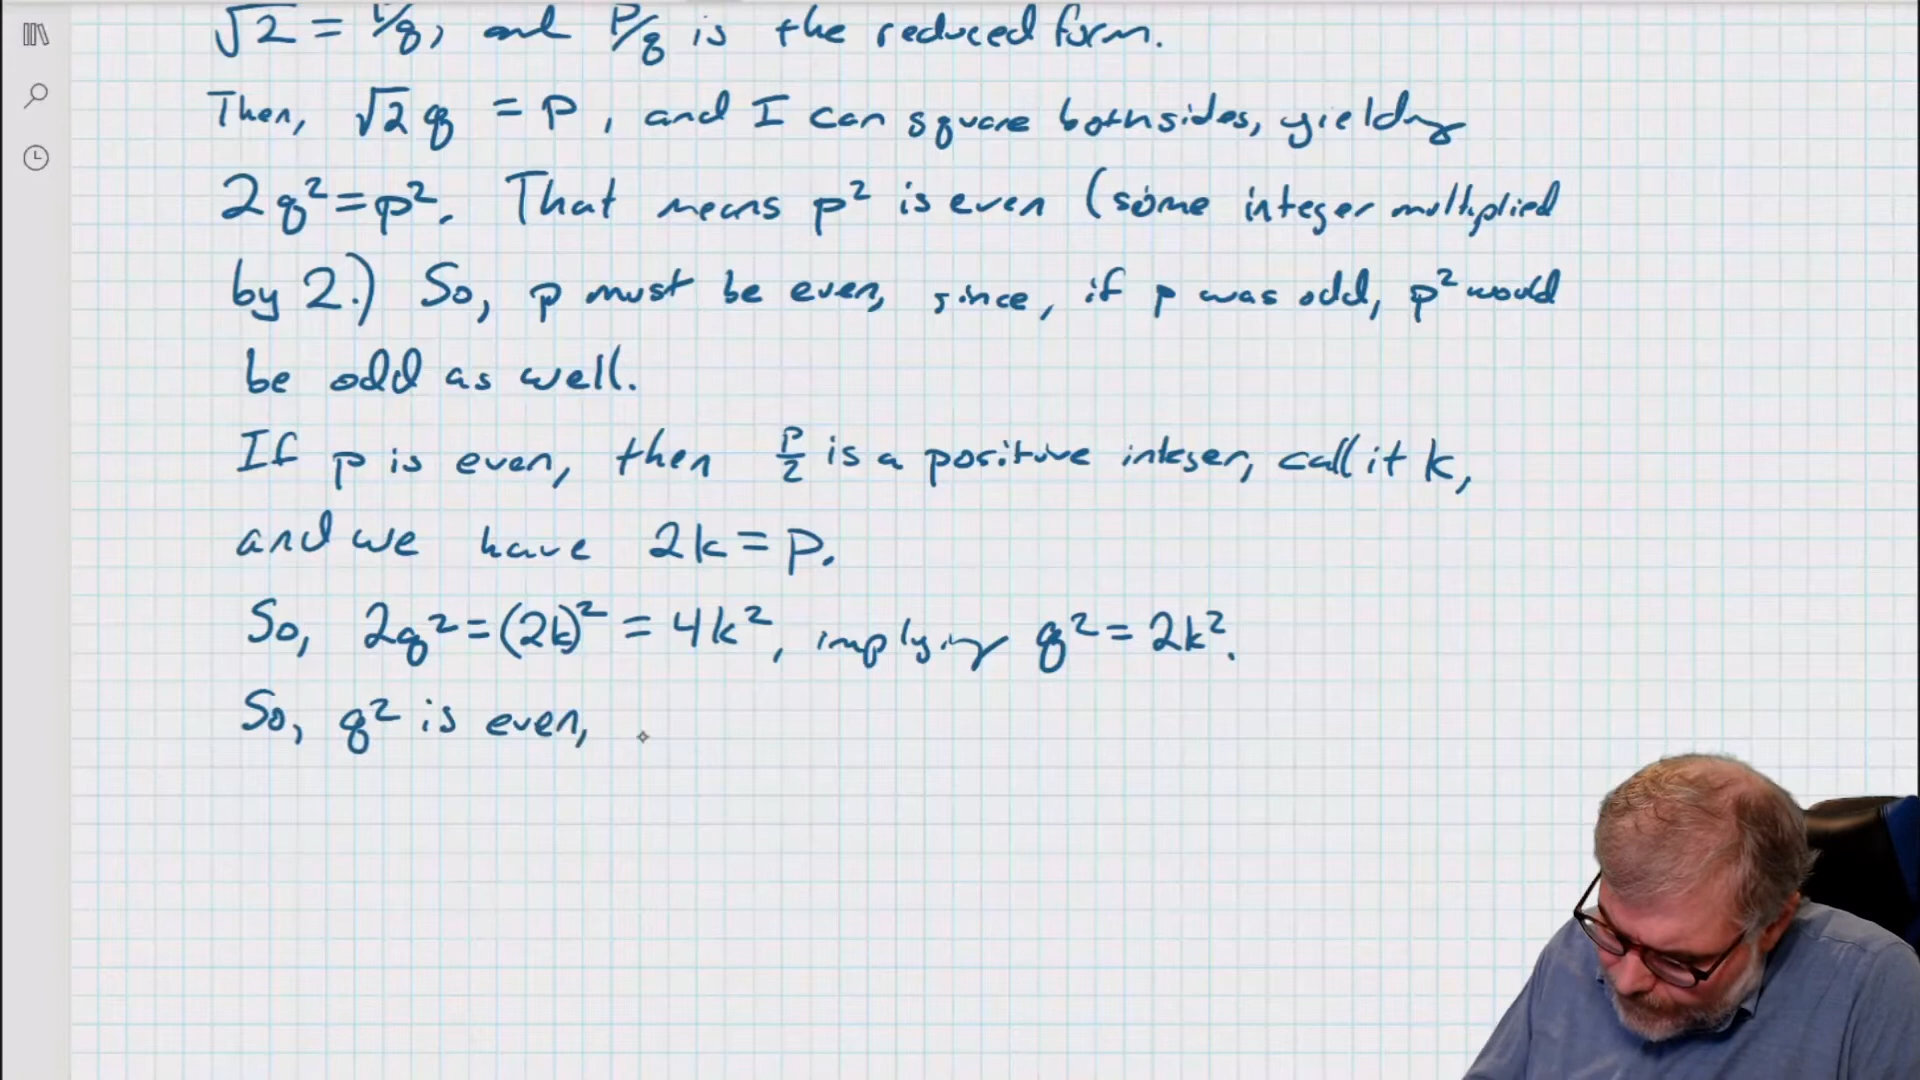 √2 = p/q, and p/q is the reduced form.
Then, √2 q = p, and I can square both sides, yielding
2q² = p². That means p² is even (some integer multiplied
by 2.) So, p must be even, since, if p was odd, p² would
be odd as well.
If p is even, then p/2 is a positive integer, call it k,
and we have 2k = p.
So, 2q² = (2k)² = 4k², implying q² = 2k².
So, q² is even,